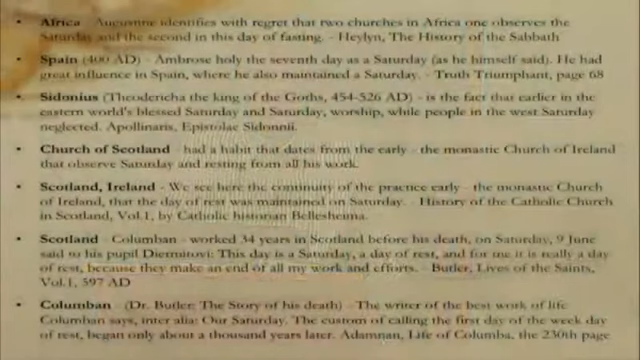 • Africa - Augustine identifies with regret that two churches in Africa one observes the
Saturday and the second in this day of fasting. - Heylyn, The History of the Sabbath
• Spain (400 AD) - Ambrose holy the seventh day as a Saturday (as he himself said). He had
great influence in Spain, where he also maintained a Saturday. - Truth Triumphant, page 68
• Sidonius (Theodericha the king of the Goths, 454-526 AD) - is the fact that earlier in the
eastern world's blessed Saturday and Saturday, worship, while people in the west Saturday
neglected. Apollinaris, Epistolae Sidonnii.
• Church of Scotland - had a habit that dates from the early - the monastic Church of Ireland
that observe Saturday and resting from all his work.
• Scotland, Ireland - We see here the continuity of the practice early - the monastic Church
of Ireland, that the day of rest was maintained on Saturday. - History of the Catholic Church
in Scotland, Vol.1, by Catholic historian Bellesheima.
• Scotland - Columban - worked 34 years in Scotland before his death, on Saturday, 9 June
said to his pupil Diermitovi: This day is a Saturday, a day of rest, and for me it is really a day
of rest, because they make an end of all my work and efforts. - Butler, Lives of the Saints,
Vol.1, 597 AD
• Columban - (Dr. Butler: The Story of his death) - The writer of the best work of life
Columban says, inter alia: Our Saturday. The custom of calling the first day of the week day
of rest, began only about a thousand years later. Adamnan, Life of Columba, the 230th page